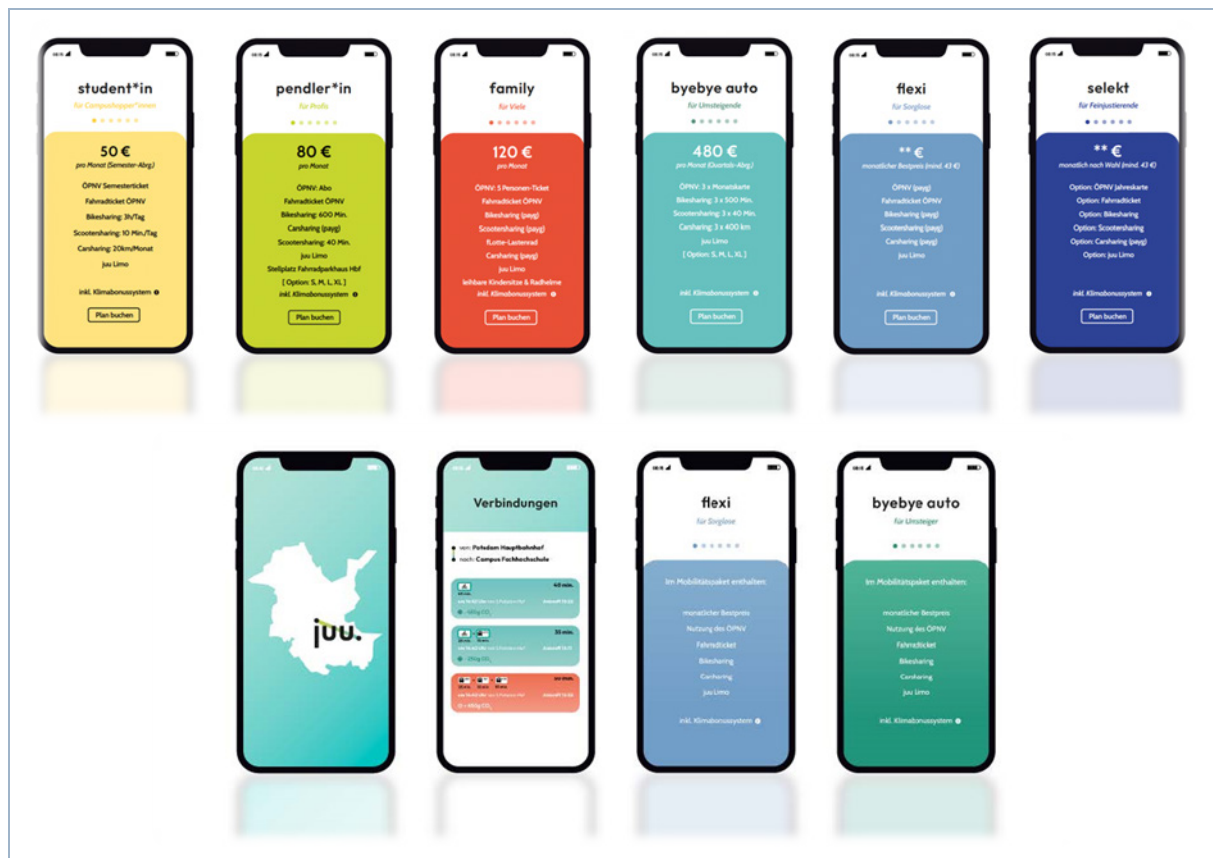 student*in
für Campushopper*innen
50 €
pro Monat (Semester-Abrg.)
ÖPNV Semesterticket
Fahrradticket ÖPNV
Bikesharing: 3h/Tag
Scootersharing: 10 Min./Tag
Carsharing: 20km/Monat
juu Limo
inkl. Klimabonussystem
Plan buchen
pendler*in
für Profis
80 €
pro Monat
ÖPNV: Abo
Fahrradticket ÖPNV
Bikesharing: 600 Min.
Carsharing (payg)
Scootersharing: 40 Min.
juu Limo
Stellplatz Fahrradparkhaus Hbf
[ Option: S, M, L, XL ]
inkl. Klimabonussystem
Plan buchen
family
für Viele
120 €
pro Monat
ÖPNV: 5 Personen-Ticket
Fahrradticket ÖPNV
Bikesharing (payg)
Scootersharing (payg)
fLotte-Lastenrad
Carsharing (payg)
juu Limo
leihbare Kindersitze & Radhelme
inkl. Klimabonussystem
Plan buchen
byebye auto
für Umsteigende
480 €
pro Monat (Quartals-Abrg.)
ÖPNV: 3 x Monatskarte
Bikesharing: 3 x 500 Min.
Scootersharing: 3 x 40 Min.
Carsharing: 3 x 400 km
juu Limo
[ Option: S, M, L, XL ]
inkl. Klimabonussystem
Plan buchen
flexi
für Sorglose
** €
monatlicher Bestpreis (mind. 43 €)
ÖPNV (payg)
Fahrradticket ÖPNV
Bikesharing (payg)
Scootersharing (payg)
Carsharing (payg)
juu Limo
inkl. Klimabonussystem
Plan buchen
selekt
für Feinjustierende
** €
monatlich nach Wahl (mind. 43 €)
Option: ÖPNV Jahreskarte
Option: Fahrradticket
Option: Bikesharing
Option: Scootersharing
Option: Carsharing (payg)
Option: juu Limo
inkl. Klimabonussystem
Plan buchen
juu.
Verbindungen
von: Potsdam Hauptbahnhof
nach: Campus Fachhochschule
40 min.
30 min.
flexi
für Sorglose
Im Mobilitätspaket enthalten:
monatlicher Bestpreis
Nutzung des ÖPNV
Fahrradticket
Bikesharing
Carsharing
juu Limo
inkl. Klimabonussystem
byebye auto
für Umsteiger
Im Mobilitätspaket enthalten:
monatlicher Bestpreis
Nutzung des ÖPNV
Fahrradticket
Bikesharing
Carsharing
juu Limo
inkl. Klimabonussystem